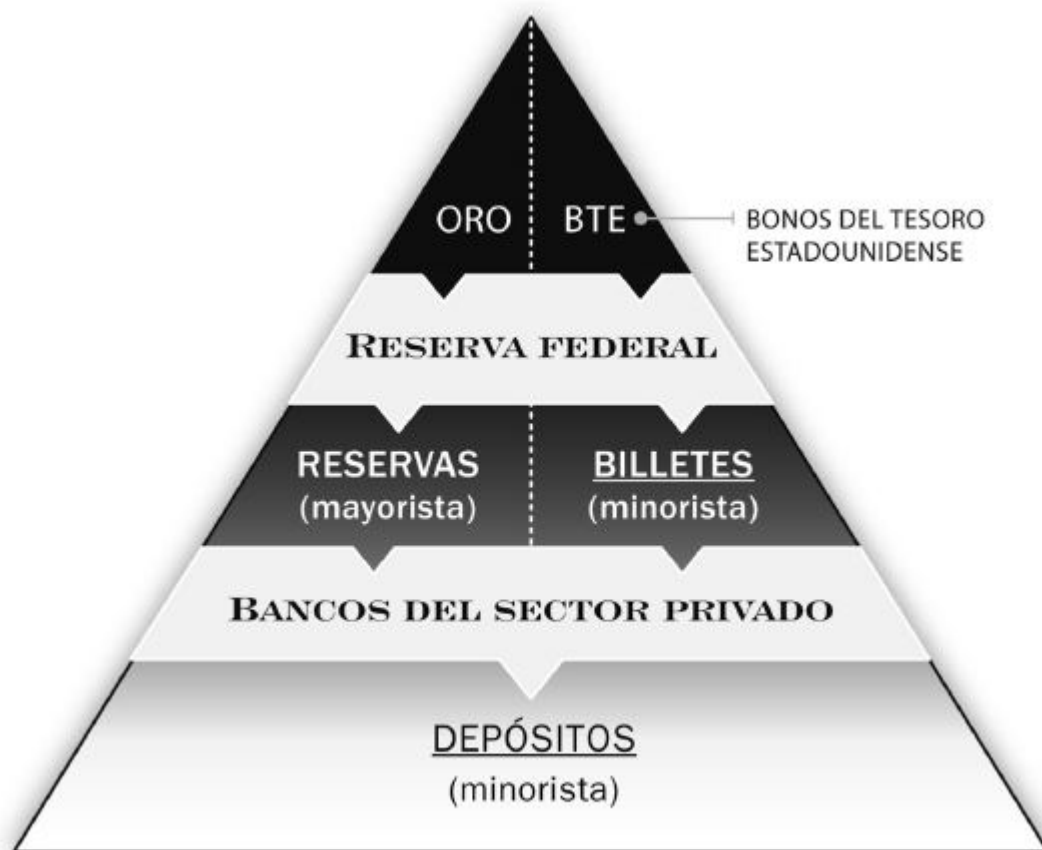 ORO
BTE
BONOS DEL TESORO
ESTADOUNIDENSE
RESERVA FEDERAL
RESERVAS
(mayorista)
BILLETES
(minorista)
BANCOS DEL SECTOR PRIVADO
DEPÓSITOS
(minorista)